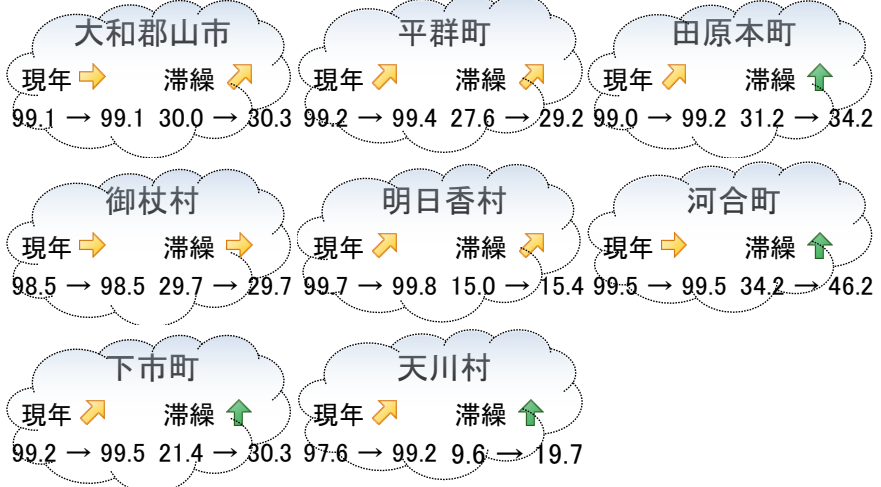 大和郡山市 平群町 田原本町
現年 滞繰 現年 滞繰 現年 滞繰
99.1 → 99.1 30.0 → 30.3 99.2 → 99.4 27.6 → 29.2 99.0 → 99.2 31.2 → 34.2
御杖村 明日香村 河合町
現年 滞繰 現年 滞繰 現年 滞繰
98.5 → 98.5 29.7 → 29.7 99.7 → 99.8 15.0 → 15.4 99.5 → 99.5 34.2 → 46.2
下市町 天川村
現年 滞繰 現年 滞繰
99.2 → 99.5 21.4 → 30.3 97.6 → 99.2 9.6 → 19.7